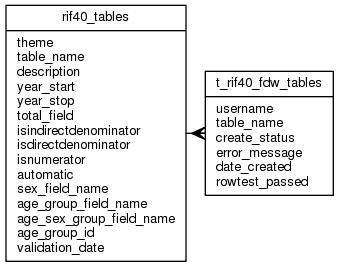 rif40_tables
theme
table_name
description
year_start
year_stop
total_field
isindirectdenominator
isdirectdenominator
isnumerator
automatic
sex_field_name
age_group_field_name
age_sex_group_field_name
age_group_id
validation_date
t_rif40_fdw_tables
username
table_name
create_status
error_message
date_created
rowtest_passed